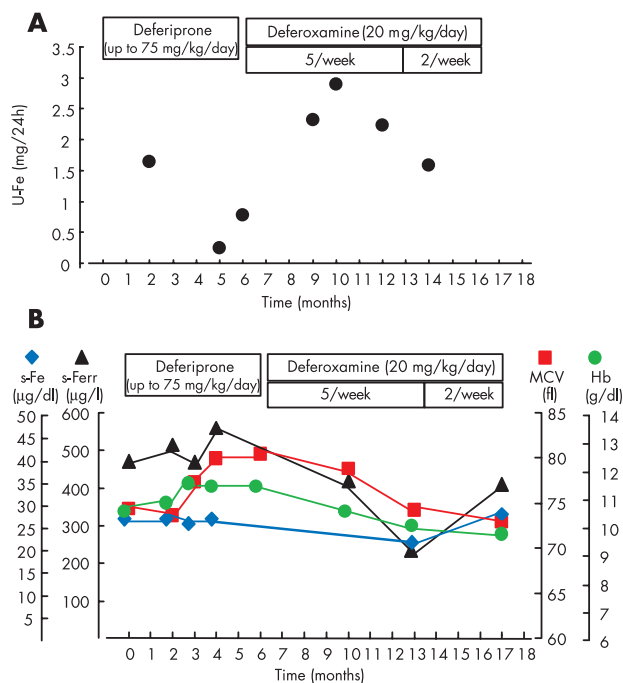 A
Deferiprone
(up to 75 mg/kg/day)
Deferoxamine (20 mg/kg/day)
5/week
2/week
U-Fe (mg/24h)
3.5
3
2.5
2
1.5
1
0.5
0
0 1 2 3 4 5 6 7 8 9 10 11 12 13 14 15 16 17 18
Time (months)
B
s-Fe
(µg/dl)
s-Ferr
(µg/l)
Deferiprone
(up to 75 mg/kg/day)
Deferoxamine (20 mg/kg/day)
5/week
2/week
MCV
(fl)
Hb
(g/dl)
50
45
40
35
30
25
20
15
10
5
600
500
400
300
200
100
85
80
75
70
65
60
14
13
12
11
10
9
8
7
6
0 1 2 3 4 5 6 7 8 9 10 11 12 13 14 15 16 17 18
Time (months)